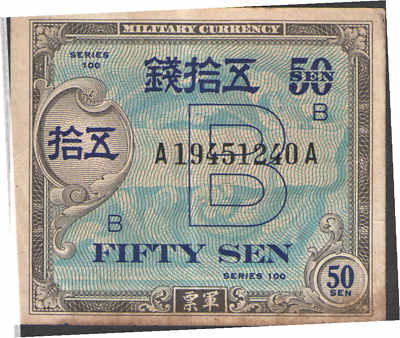 MILITARY CURRENCY
SERIES
100
錢拾五
50
SEN
B
拾五
B
A19451240A
B
FIFTY SEN
SERIES 100
50
SEN
票軍